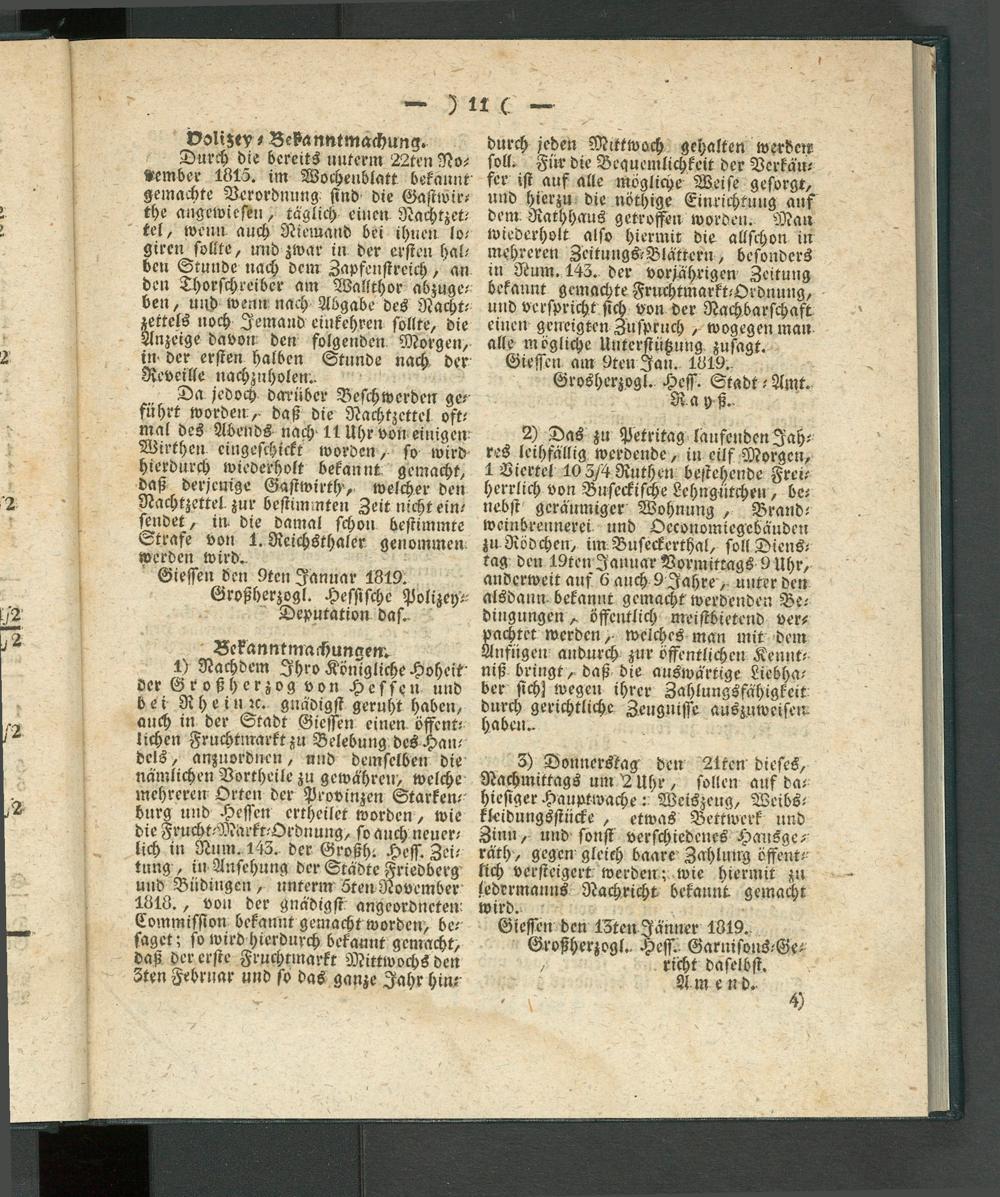 — ) 11 ( —
Polizey⸗Bekanntmachung.
Durch die bereits unterm 22ten No⸗
vember 1815. im Wochenblatt bekannt
gemachte Verordnung sind die Gastwir⸗
the angewiesen, täglich einen Nachtzet⸗
tel, wenn auch Niemand bei ihnen lo⸗
giren sollte, und zwar in der ersten hal⸗
ben Stunde nach dem Zapfenstreich, an
den Thorschreiber am Wallthor abzuge⸗
ben, und wenn nach Abgabe des Nacht⸗
zettels noch Jemand einkehren sollte, die
Anzeige davon den folgenden Morgen,
in der ersten halben Stunde nach der
Reveille nachzuholen.
Da jedoch darüber Beschwerden ge⸗
führt worden, daß die Nachtzettel oft⸗
mal des Abends nach 11 Uhr von einigen
Wirthen eingeschickt worden, so wird
hierdurch wiederholt bekannt gemacht,
daß derjenige Gastwirth, welcher den
Nachtzettel zur bestimmten Zeit nicht ein⸗
sendet, in die damal schon bestimmte
Strafe von 1. Reichsthaler genommen
werden wird.
Giessen den 9ten Januar 1819.
Großherzogl. Hessische Polizey⸗
Deputation das.
Bekanntmachungen.
1) Nachdem Ihro Königliche Hoheit
der Großherzog von Hessen und
bei Rhein ꝛc. gnädigst geruht haben,
auch in der Stadt Giessen einen öffent⸗
lichen Fruchtmarkt zu Belebung des Han⸗
dels, anzuordnen, und demselben die
nämlichen Vortheile zu gewähren, welche
mehreren Orten der Provinzen Starken⸗
burg und Hessen ertheilet worden, wie
die Frucht⸗Markt⸗Ordnung, so auch neuer⸗
lich in Num. 143. der Großh. Hess. Zei⸗
tung, in Ansehung der Städte Friedberg
und Büdingen, unterm 5ten November
1818., von der gnädigst angeordneten
Commission bekannt gemacht worden, be⸗
saget; so wird hierdurch bekannt gemacht,
daß der erste Fruchtmarkt Mittwochs den
3ten Februar und so das ganze Jahr hin⸗
durch jeden Mittwoch gehalten werden
soll. Für die Bequemlichkeit der Verkäu⸗
fer ist auf alle mögliche Weise gesorgt,
und hierzu die nöthige Einrichtung auf
dem Rathhaus getroffen worden. Man
wiederholt also hiermit die allschon in
mehreren Zeitungs⸗Blättern, besonders
in Num. 143. der vorjährigen Zeitung
bekannt gemachte Fruchtmarkt⸗Ordnung,
und verspricht sich von der Nachbarschaft
einen geneigten Zuspruch, wogegen man
alle mögliche Unterstützung zusagt.
Giessen am 9ten Jan. 1819.
Grosherzogl. Hess. Stadt⸗Amt.
Rayß.
2) Das zu Petritag laufenden Jah⸗
res leihfällig werdende, in eilf Morgen,
1 Viertel 10 3/4 Ruthen bestehende Frei⸗
herrlich von Buseckische Lehngütchen, be⸗
nebst geräumiger Wohnung, Brand⸗
weinbrennerei und Oeconomiegebänden
zu Rödchen, im Buseckerthal, soll Diens⸗
tag den 19ten Januar Vormittags 9 Uhr,
anderweit auf 6 auch 9 Jahre, unter den
alsdann bekannt gemacht werdenden Be⸗
dingungen, öffentlich meistbietend ver⸗
pachtet werden, welches man mit dem
Anfügen andurch zur öffentlichen Kennt⸗
niß bringt, daß die auswärtige Liebha⸗
ber sich] wegen ihrer Zahlungsfähigkeit
durch gerichtliche Zeugnisse auszuweisen
haben.
3) Donnerstag den 21ten dieses,
Nachmittags um 2 Uhr, sollen auf da⸗
hiesiger Hauptwache: Weiszeug, Weibs⸗
kleidungsstücke, etwas Bettwerk und
Zinn, und sonst verschiedenes Hausge⸗
räth, gegen gleich baare Zahlung öffent⸗
lich versteigert werden; wie hiermit zu
jedermanns Nachricht bekannt gemacht
wird.
Giessen den 13ten Jänner 1819.
Großherzogl. Hess. Garnisons⸗Ge⸗
richt daselbst.
Amend.
4)